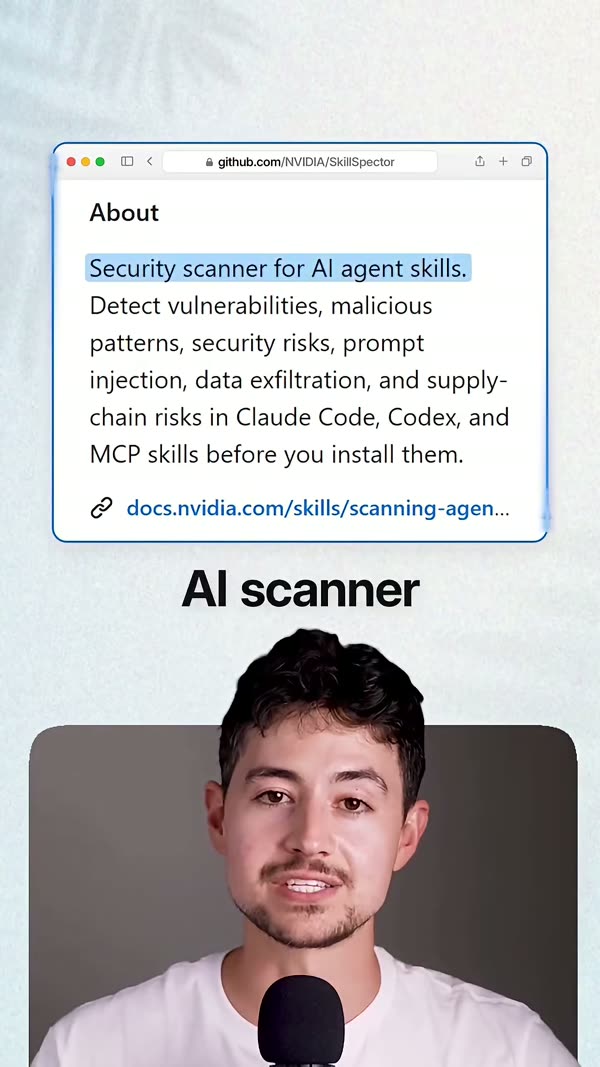 github.com/NVIDIA/SkillSpector
About
Security scanner for AI agent skills.
Detect vulnerabilities, malicious
patterns, security risks, prompt
injection, data exfiltration, and supply-
chain risks in Claude Code, Codex, and
MCP skills before you install them.
docs.nvidia.com/skills/scanning-agen...
AI scanner